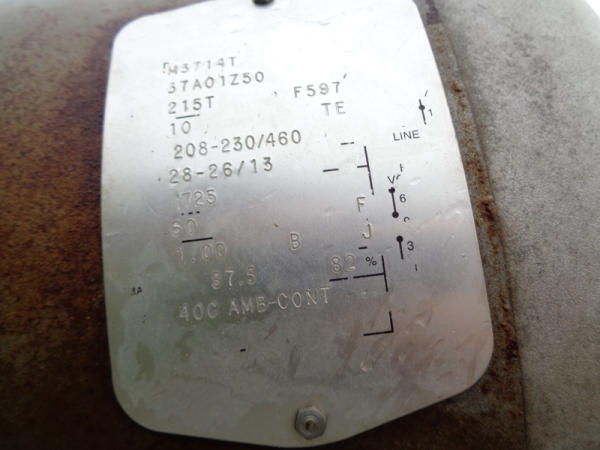 M3714T
37A01Z50
215T F597
TE
10
208-230/460
LINE
28-26/13
1725
F 6
60
J
1.00 B 3
87.5 82 %
40C AMB-CONT